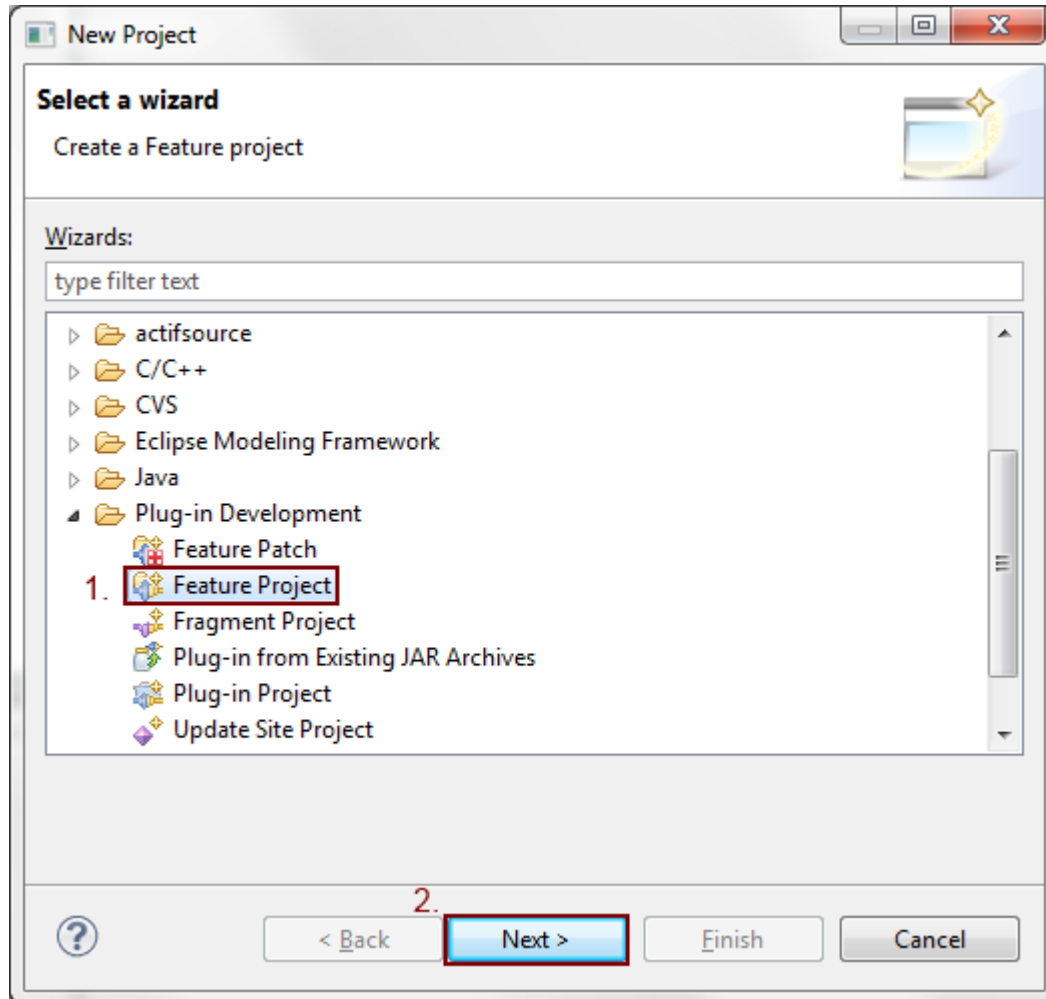 New Project
Select a wizard
Create a Feature project
Wizards:
type filter text
actifsource
C/C++
CVS
Eclipse Modeling Framework
Java
Plug-in Development
Feature Patch
1. Feature Project
Fragment Project
Plug-in from Existing JAR Archives
Plug-in Project
Update Site Project
2.
? < Back Next > Finish Cancel